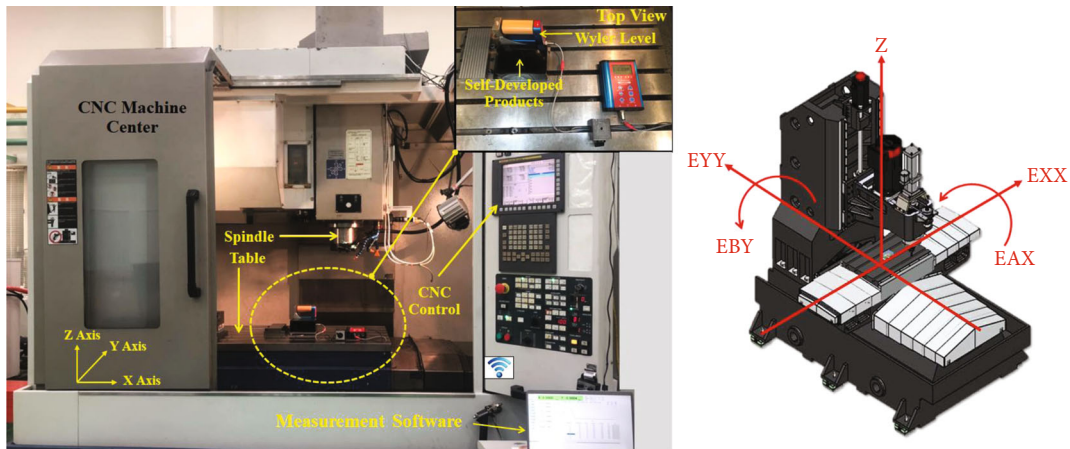 CNC Machine
Center
Top View
Wyler Level
Self-Developed
Products
Spindle
Table
CNC
Control
Z Axis
Y Axis
X Axis
Measurement Software
Z
EYY
EXX
EBY
EAX